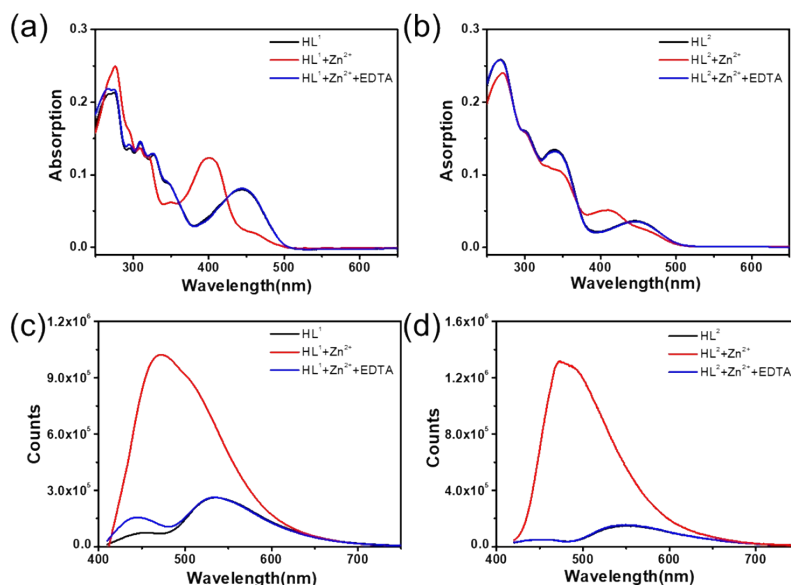 (a)
HL¹
HL¹+Zn²⁺
HL¹+Zn²⁺+EDTA
Absorption
0.3
0.2
0.1
0.0
300 400 500 600
Wavelength(nm)
(b)
HL²
HL²+Zn²⁺
HL²+Zn²⁺+EDTA
Asorption
0.3
0.2
0.1
0.0
300 400 500 600
Wavelength(nm)
(c)
HL¹
HL¹+Zn²⁺
HL¹+Zn²⁺+EDTA
Counts
1.2x10⁶
9.0x10⁵
6.0x10⁵
3.0x10⁵
0.0
400 500 600 700
Wavelength(nm)
(d)
HL²
HL²+Zn²⁺
HL²+Zn²⁺+EDTA
Counts
1.6x10⁶
1.2x10⁶
8.0x10⁵
4.0x10⁵
0.0
400 500 600 700
Wavelength(nm)